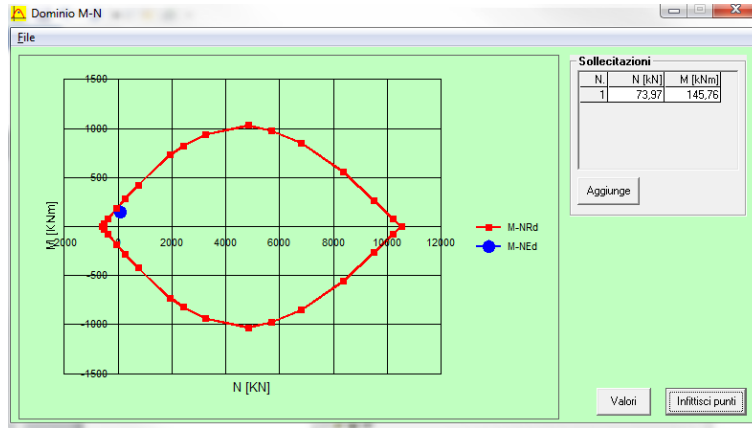 Dominio M-N
File
1500
1000
500
0
-500
-1000
-1500
-2000
0
2000
4000
6000
8000
10000
12000
M [KNm]
N [KN]
M-NRd
M-NEd
Sollecitazioni
N. N [kN] M [kNm]
1 73,97 145,76
Aggiunge
Valori
Infittisci punti